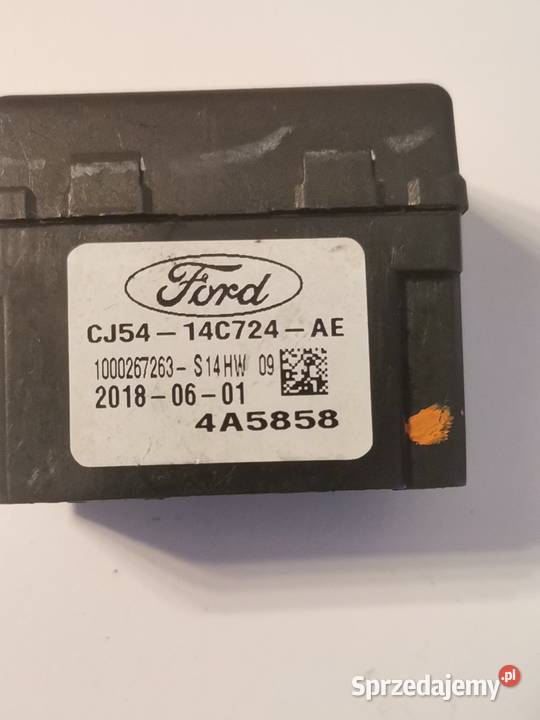 Ford
CJ54-14C724-AE
1000267263-S14HW 09
2018-06-01
4A5858
Sprzedajemy.pl